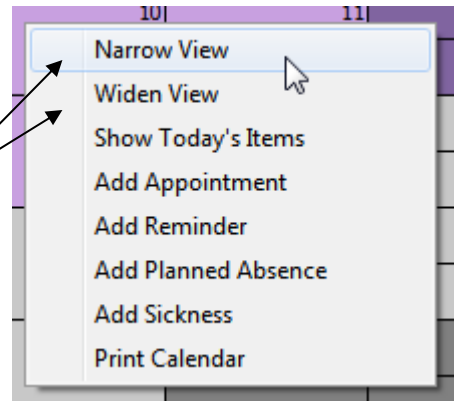 10 11
Narrow View
Widen View
Show Today's Items
Add Appointment
Add Reminder
Add Planned Absence
Add Sickness
Print Calendar